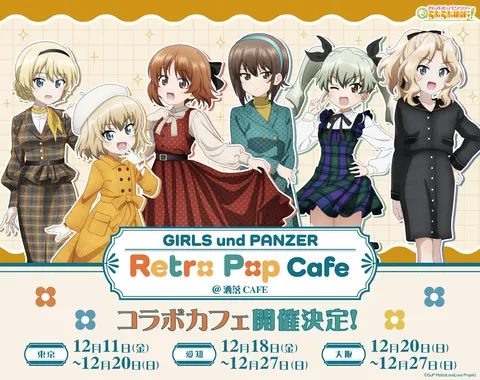 GIRLS und PANZER
Retro Pop Cafe
@ 滴落 CAFE
コラボカフェ開催決定!
東京 12月11日(金)
~12月20日(日)
愛知 12月18日(金)
~12月27日(日)
大阪 12月20日(日)
~12月27日(日)